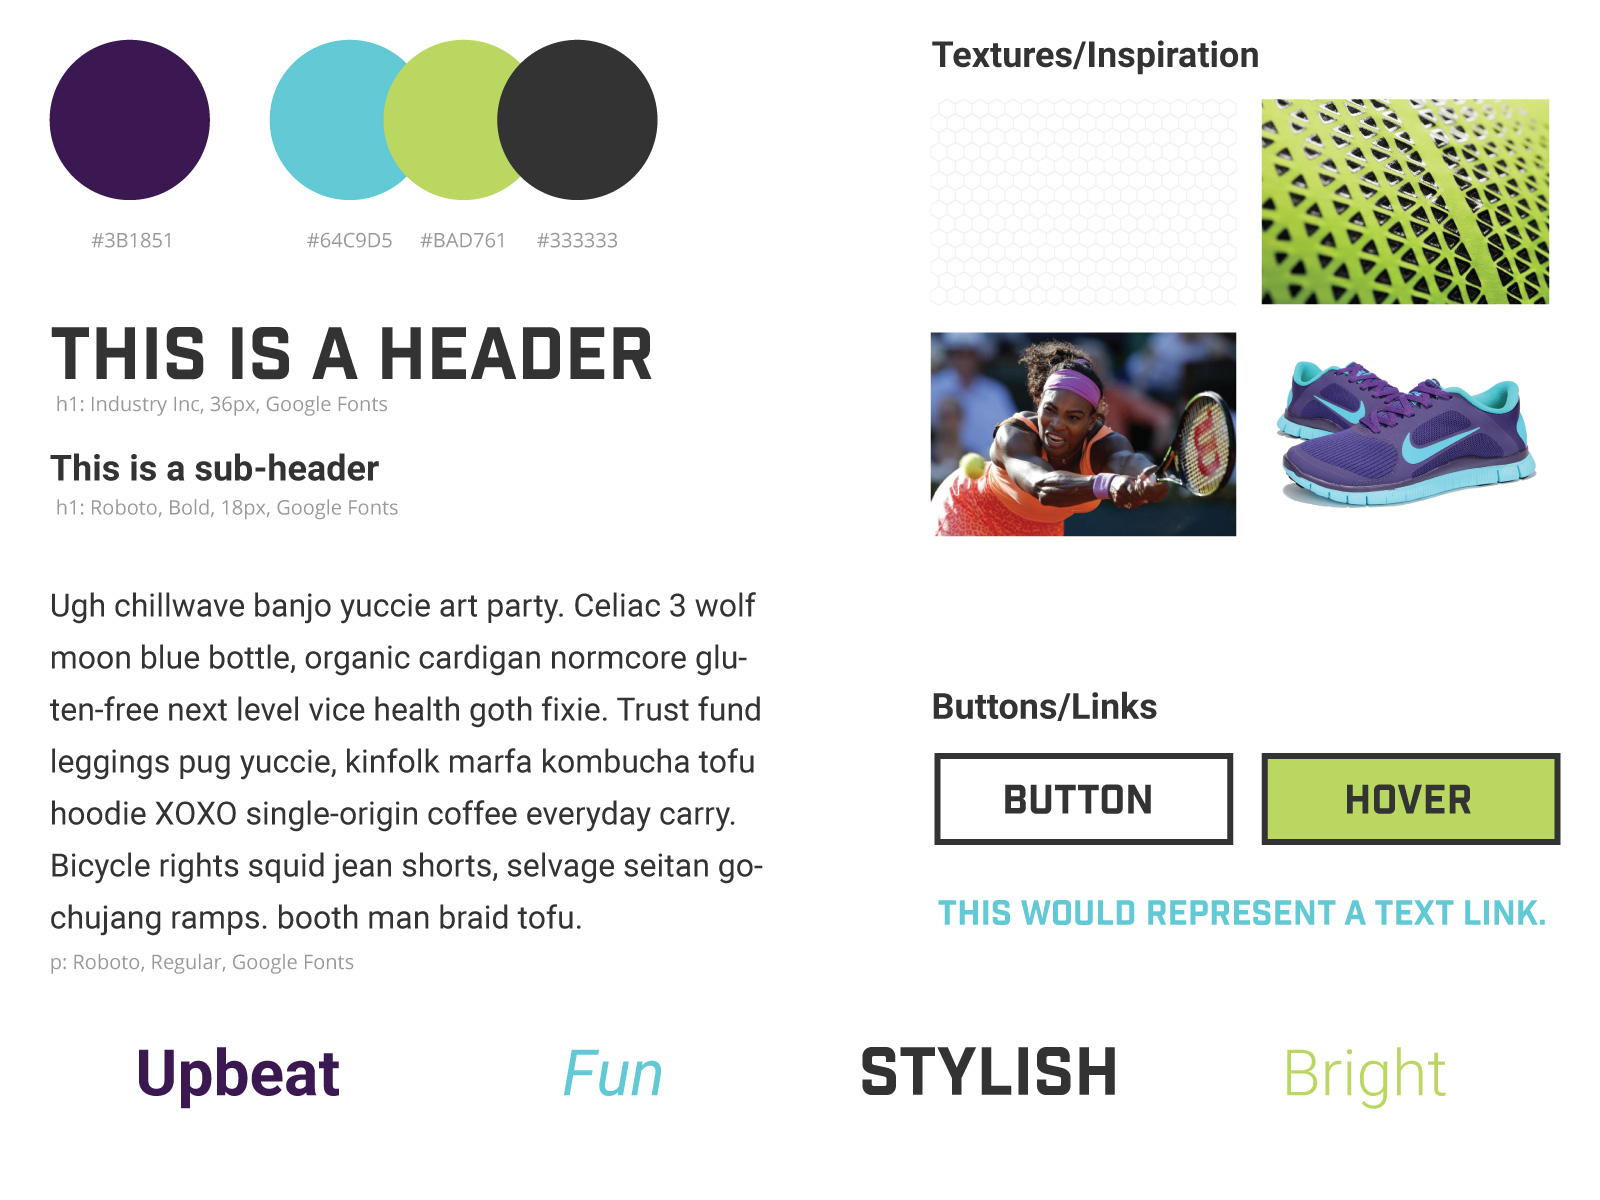 #3B1851
#64C9D5
#BAD761
#333333
THIS IS A HEADER
h1: Industry Inc, 36px, Google Fonts
This is a sub-header
h1: Roboto, Bold, 18px, Google Fonts
Ugh chillwave banjo yuccie art party. Celiac 3 wolf
moon blue bottle, organic cardigan normcore glu-
ten-free next level vice health goth fixie. Trust fund
leggings pug yuccie, kinfolk marfa kombucha tofu
hoodie XOXO single-origin coffee everyday carry.
Bicycle rights squid jean shorts, selvage seitan go-
chujang ramps. booth man braid tofu.
p: Roboto, Regular, Google Fonts
Textures/Inspiration
Buttons/Links
BUTTON
HOVER
THIS WOULD REPRESENT A TEXT LINK.
Upbeat
Fun
STYLISH
Bright